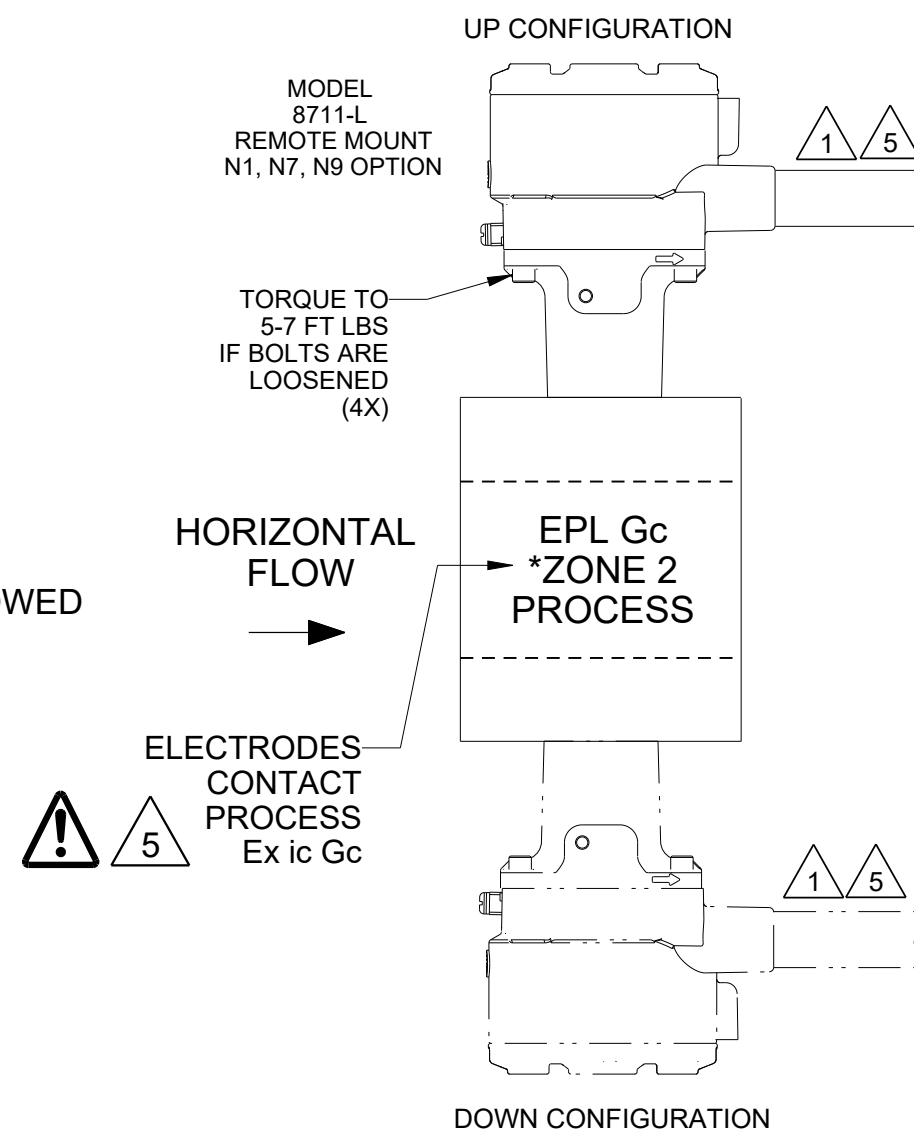 UP CONFIGURATION
MODEL
8711-L
REMOTE MOUNT
N1, N7, N9 OPTION
1
5
TORQUE TO
5-7 FT LBS
IF BOLTS ARE
LOOSENED
(4X)
HORIZONTAL
FLOW
EPL Gc
*ZONE 2
PROCESS
ELECTRODES
CONTACT
PROCESS
Ex ic Gc
!
5
1
5
DOWN CONFIGURATION